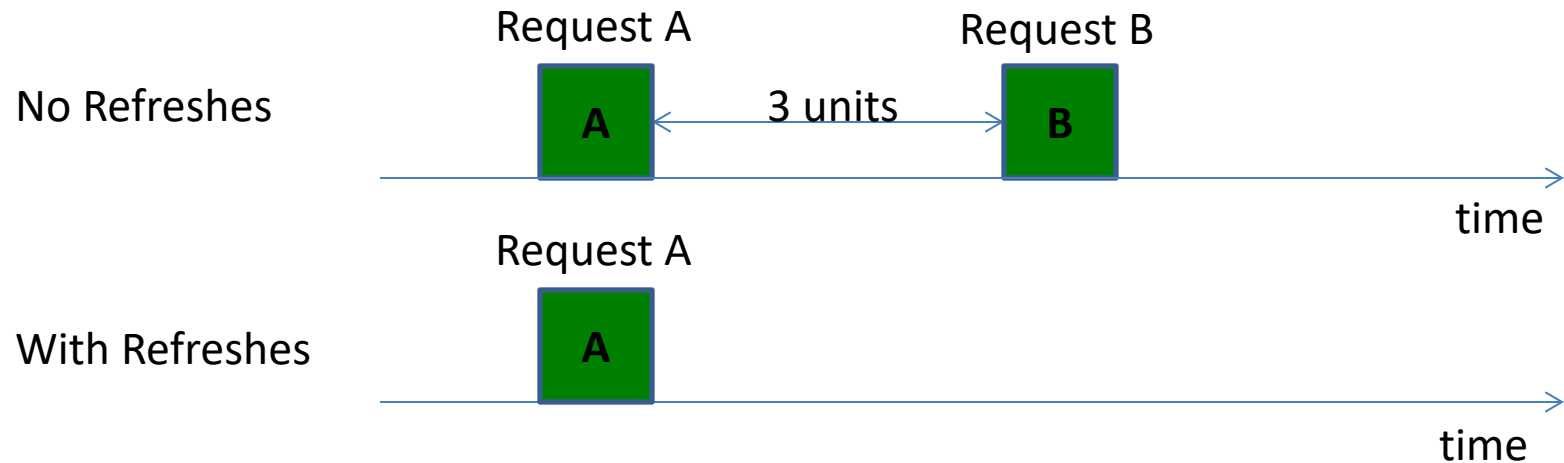 Request A
Request B
No Refreshes
A
3 units
B
time
Request A
With Refreshes
A
time